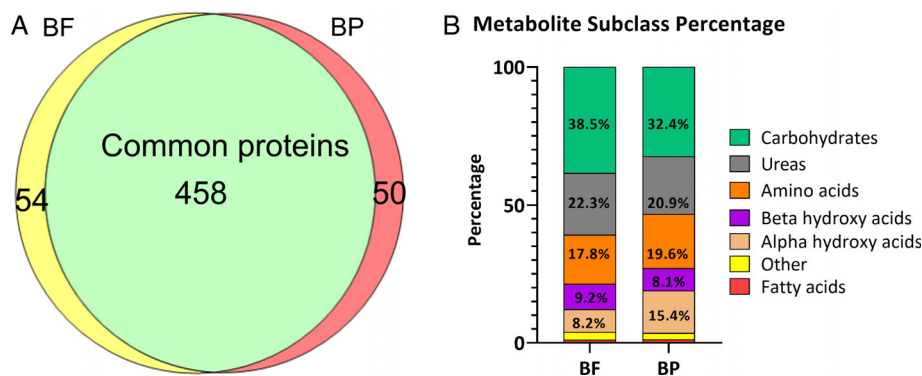 A BF BP
Common proteins
54 458 50
B Metabolite Subclass Percentage
100
50
0
Percentage
38.5%
22.3%
17.8%
9.2%
8.2%
32.4%
20.9%
19.6%
8.1%
15.4%
BF BP
Carbohydrates
Ureas
Amino acids
Beta hydroxy acids
Alpha hydroxy acids
Other
Fatty acids